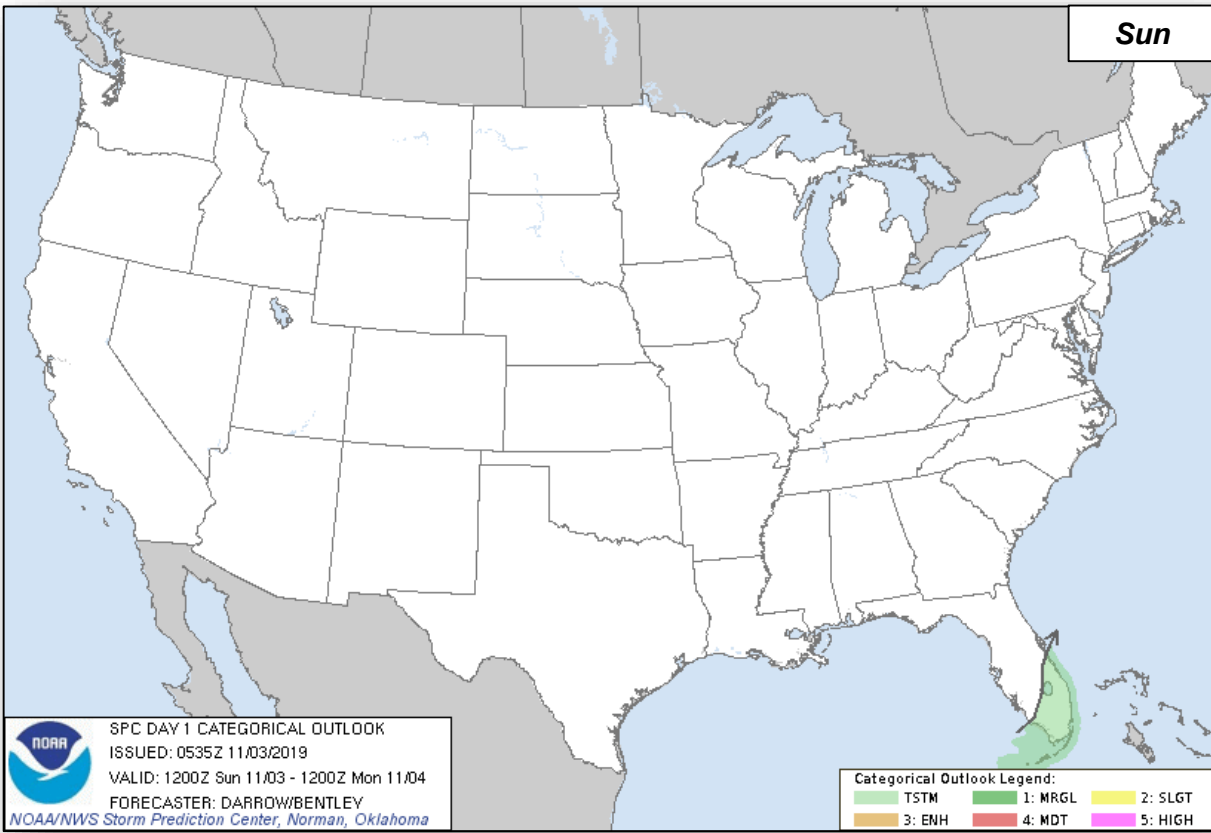 Sun
NOAA
SPC DAY 1 CATEGORICAL OUTLOOK
ISSUED: 0535Z 11/03/2019
VALID: 1200Z Sun 11/03 - 1200Z Mon 11/04
FORECASTER: DARROW/BENTLEY
NOAA/NWS Storm Prediction Center, Norman, Oklahoma
Categorical Outlook Legend:
TSTM 1: MRGL 2: SLGT
3: ENH 4: MDT 5: HIGH